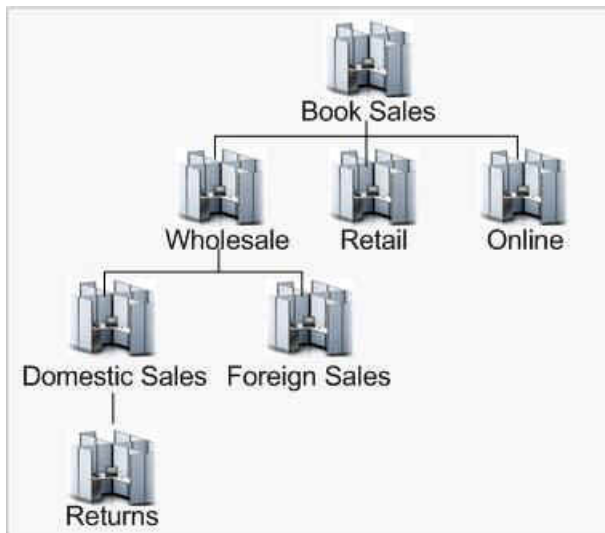 Book Sales
Wholesale
Retail
Online
Domestic Sales
Foreign Sales
Returns